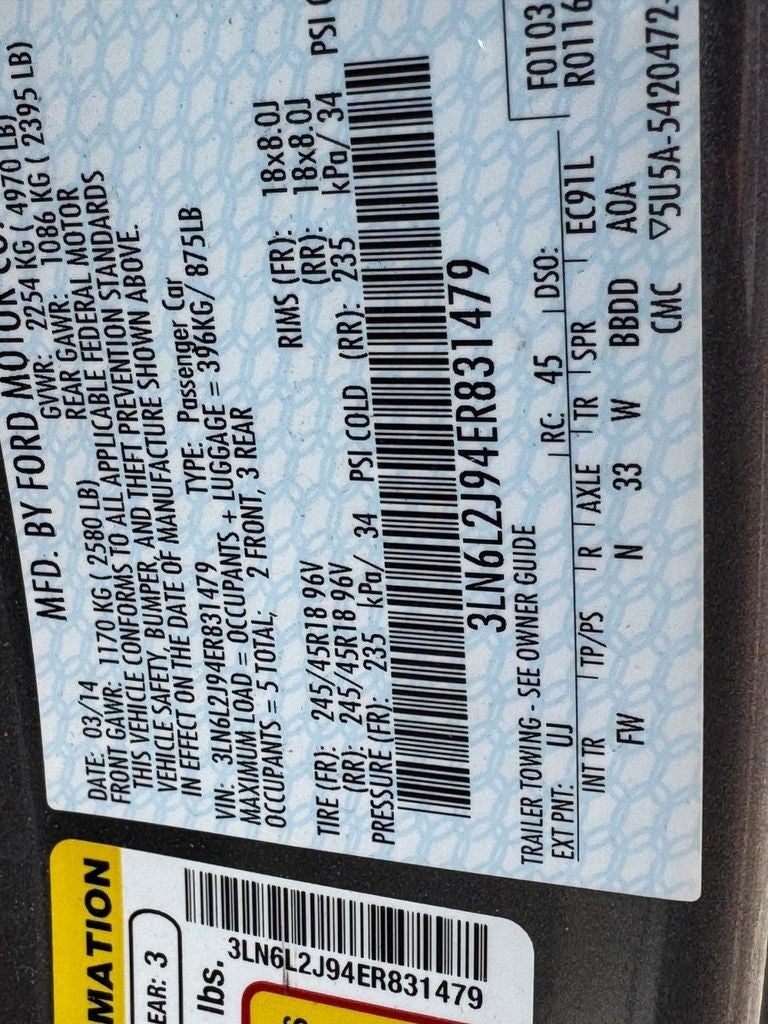 MFD. BY FORD MOTOR CO.
DATE: 03/14 GVWR: 2254 KG ( 4970 LB)
FRONT GAWR: 1170 KG ( 2580 LB) REAR GAWR: 1086 KG ( 2395 LB)
THIS VEHICLE CONFORMS TO ALL APPLICABLE FEDERAL MOTOR
VEHICLE SAFETY, BUMPER, AND THEFT PREVENTION STANDARDS
IN EFFECT ON THE DATE OF MANUFACTURE SHOWN ABOVE.
VIN: 3LN6L2J94ER831479 TYPE: Passenger Car
MAXIMUM LOAD = OCCUPANTS + LUGGAGE = 396KG/ 875LB
OCCUPANTS = 5 TOTAL, 2 FRONT, 3 REAR
TIRE (FR): 245/45R18 96V RIMS (FR): 18x8.0J
(RR): 245/45R18 96V (RR): 18x8.0J
PRESSURE (FR): 235 kPa/ 34 PSI COLD (RR): 235 kPa/ 34 PSI
3LN6L2J94ER831479
F0103
R0116
TRAILER TOWING - SEE OWNER GUIDE
EXT PNT: UJ RC: 45 DSO:
INT TR TP/PS R AXLE TR SPR EC91L
FW N 33 W BBDD AOA
CMC ▽5U5A-5420472-
MATION
EAR: 3
lbs.
3LN6L2J94ER831479